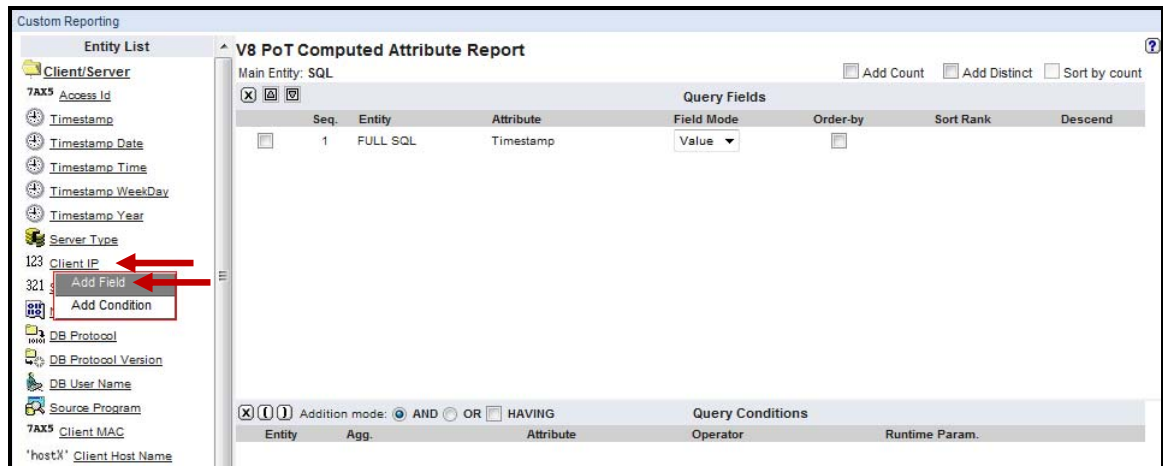 Custom Reporting
Entity List
Client/Server
7AX5 Access Id
Timestamp
Timestamp Date
Timestamp Time
Timestamp WeekDay
Timestamp Year
Server Type
123 Client IP
Add Field
321
Add Condition
DB Protocol
DB Protocol Version
DB User Name
Source Program
7AX5 Client MAC
'hostX' Client Host Name
V8 PoT Computed Attribute Report
?
Main Entity: SQL
Add Count Add Distinct Sort by count
X
Query Fields
Seq. Entity Attribute Field Mode Order-by Sort Rank Descend
1 FULL SQL Timestamp Value
X ( ) Addition mode: AND OR HAVING Query Conditions
Entity Agg. Attribute Operator Runtime Param.